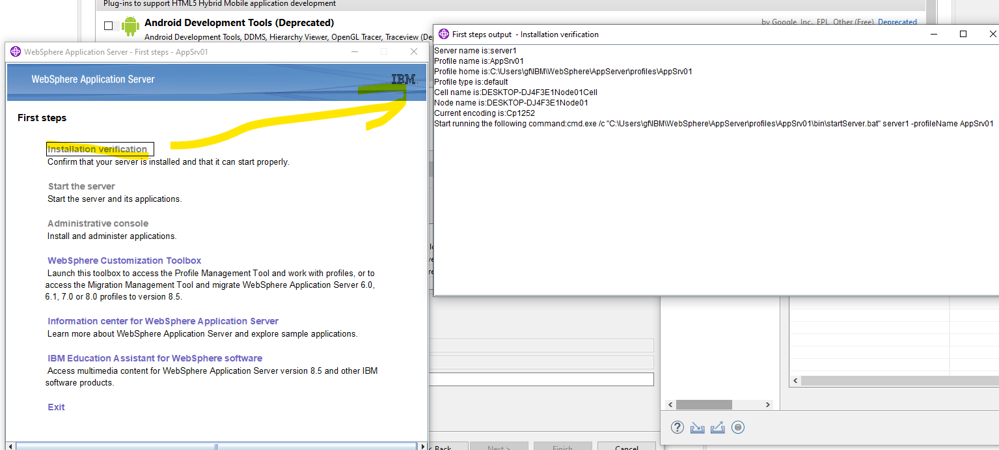 Plug-ins to support HTML5 Hybrid Mobile application development
Android Development Tools (Deprecated)
by Google, Inc., EPL, Other (Free), Deprecated
Android Development Tools, DDMS, Hierarchy Viewer, OpenGL Tracer, Traceview (De
WebSphere Application Server - First steps - AppSrv01
WebSphere Application Server
IBM.
First steps
Installation verification
Confirm that your server is installed and that it can start properly.
Start the server
Start the server and its applications.
Administrative console
Install and administer applications.
WebSphere Customization Toolbox
Launch this toolbox to access the Profile Management Tool and work with profiles, or to
access the Migration Management Tool and migrate WebSphere Application Server 6.0,
6.1, 7.0 or 8.0 profiles to version 8.5.
Information center for WebSphere Application Server
Learn more about WebSphere Application Server and explore sample applications.
IBM Education Assistant for WebSphere software
Access multimedia content for WebSphere Application Server version 8.5 and other IBM
software products.
Exit
First steps output - Installation verification
Server name is:server1
Profile name is:AppSrv01
Profile home is:C:\Users\gf\IBM\WebSphere\AppServer\profiles\AppSrv01
Profile type is:default
Cell name is:DESKTOP-DJ4F3E1Node01Cell
Node name is:DESKTOP-DJ4F3E1Node01
Current encoding is:Cp1252
Start running the following command:cmd.exe /c "C:\Users\gf\IBM\WebSphere\AppServer\profiles\AppSrv01\bin\startServer.bat" server1 -profileName AppSrv01
< Back
Next >
Finish
Cancel